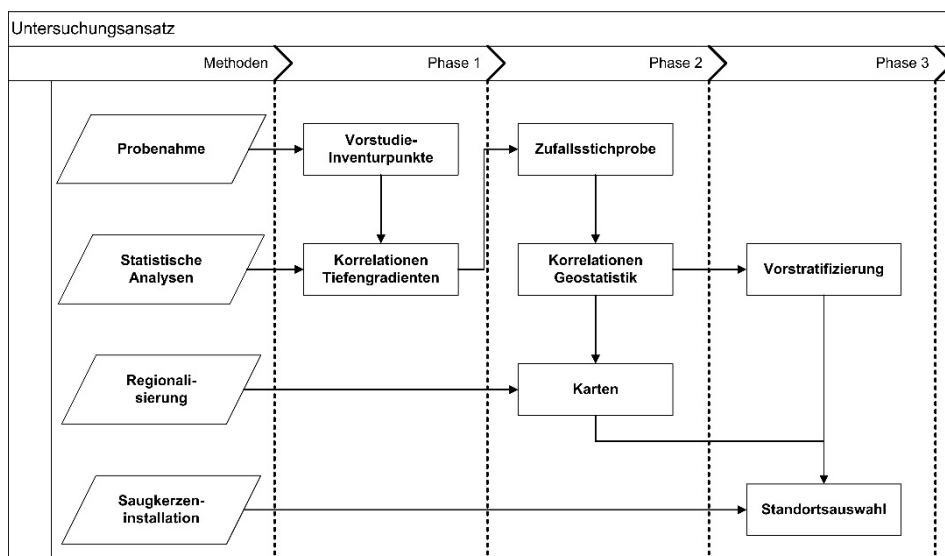 Untersuchungsansatz
Methoden
Phase 1
Phase 2
Phase 3
Probenahme
Vorstudie-
Inventurpunkte
Zufallsstichprobe
Statistische
Analysen
Korrelationen
Tiefengradienten
Korrelationen
Geostatistik
Vorstratifizierung
Regionali-
sierung
Karten
Saugkerzen-
installation
Standortsauswahl